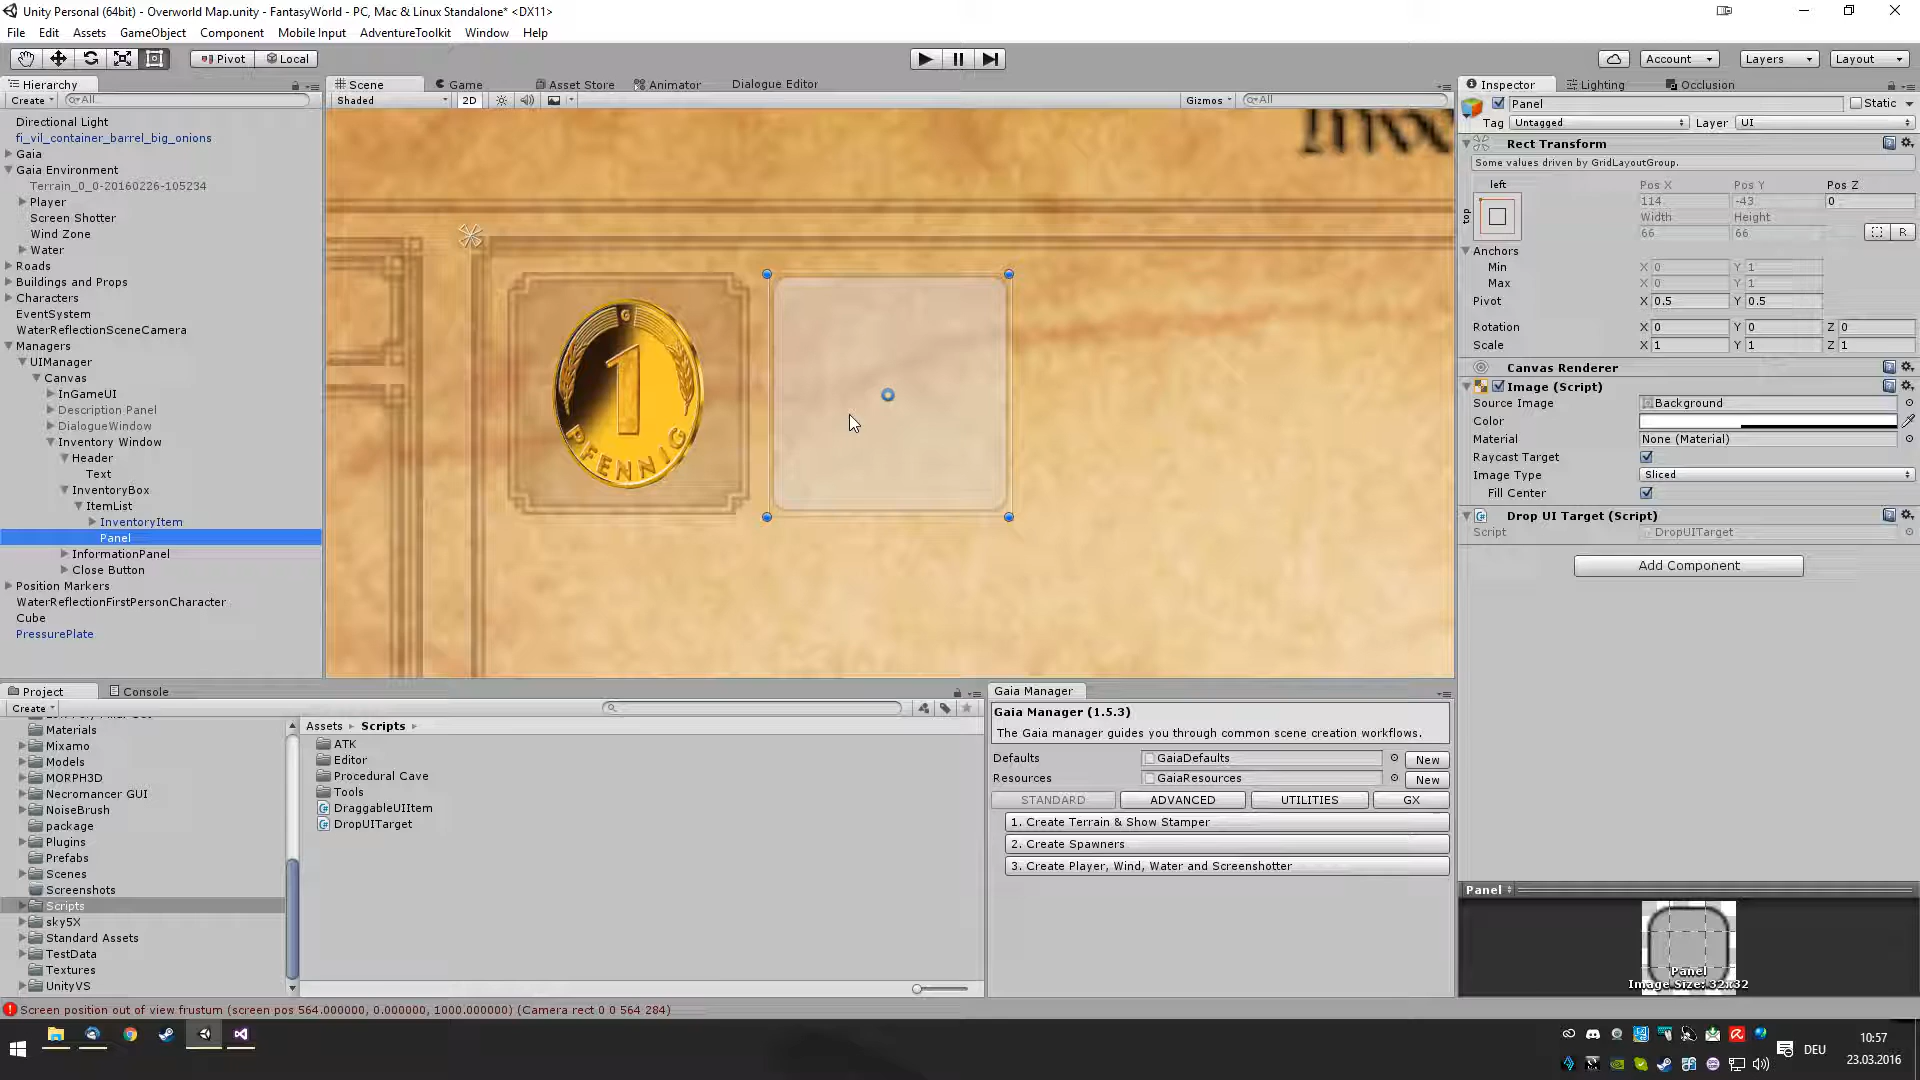 Unity Personal (64bit) - Overworld Map.unity - FantasyWorld - PC, Mac & Linux Standalone* <DX11>
File Edit Assets GameObject Component Mobile Input AdventureToolkit Window Help
Pivot Local Account Layers Layout
Hierarchy
Create All
Directional Light
fi_vil_container_barrel_big_onions
Gaia
Gaia Environment
Terrain_0_0-20160226-105234
Player
Screen Shotter
Wind Zone
Water
Roads
Buildings and Props
Characters
EventSystem
WaterReflectionSceneCamera
Managers
UIManager
Canvas
InGameUI
Description Panel
DialogueWindow
Inventory Window
Header
Text
InventoryBox
ItemList
InventoryItem
Panel
InformationPanel
Close Button
Position Markers
WaterReflectionFirstPersonCharacter
Cube
PressurePlate
Scene Game Asset Store Animator Dialogue Editor
Shaded 2D Gizmos All
G
1
PFENNIG
Inspector Lighting Occlusion
Panel Static
Tag Untagged Layer UI
Rect Transform
Some values driven by GridLayoutGroup.
left Pos X Pos Y Pos Z
top 114 -43 0
Width Height
66 66 R
Anchors
Min X 0 Y 1
Max X 0 Y 1
Pivot X 0.5 Y 0.5
Rotation X 0 Y 0 Z 0
Scale X 1 Y 1 Z 1
Canvas Renderer
Image (Script)
Source Image Background
Color
Material None (Material)
Raycast Target
Image Type Sliced
Fill Center
Drop UI Target (Script)
Script DropUITarget
Add Component
Panel
Panel
Image Size: 32x32
Project Console
Create
Materials
Mixamo
Models
MORPH3D
Necromancer GUI
NoiseBrush
package
Plugins
Prefabs
Scenes
Screenshots
Scripts
sky5X
Standard Assets
TestData
Textures
UnityVS
Assets Scripts
ATK
Editor
Procedural Cave
Tools
DraggableUIItem
DropUITarget
Gaia Manager
Gaia Manager (1.5.3)
The Gaia manager guides you through common scene creation workflows.
Defaults GaiaDefaults New
Resources GaiaResources New
STANDARD ADVANCED UTILITIES GX
1. Create Terrain & Show Stamper
2. Create Spawners
3. Create Player, Wind, Water and Screenshotter
Screen position out of view frustum (screen pos 564.000000, 0.000000, 1000.000000) (Camera rect 0 0 564 284)
DEU
10:57
23.03.2016